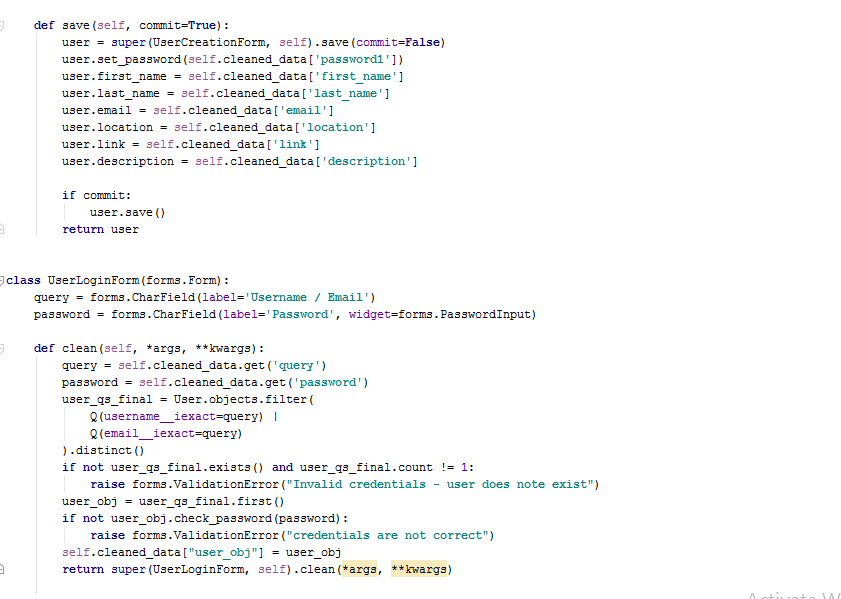 def save(self, commit=True):
user = super(UserCreationForm, self).save(commit=False)
user.set_password(self.cleaned_data['password1'])
user.first_name = self.cleaned_data['first_name']
user.last_name = self.cleaned_data['last_name']
user.email = self.cleaned_data['email']
user.location = self.cleaned_data['location']
user.link = self.cleaned_data['link']
user.description = self.cleaned_data['description']
if commit:
user.save()
return user
class UserLoginForm(forms.Form):
query = forms.CharField(label='Username / Email')
password = forms.CharField(label='Password', widget=forms.PasswordInput)
def clean(self, *args, **kwargs):
query = self.cleaned_data.get('query')
password = self.cleaned_data.get('password')
user_qs_final = User.objects.filter(
Q(username__iexact=query) |
Q(email__iexact=query)
).distinct()
if not user_qs_final.exists() and user_qs_final.count != 1:
raise forms.ValidationError("Invalid credentials - user does note exist")
user_obj = user_qs_final.first()
if not user_obj.check_password(password):
raise forms.ValidationError("credentials are not correct")
self.cleaned_data["user_obj"] = user_obj
return super(UserLoginForm, self).clean(*args, **kwargs)
Activate W